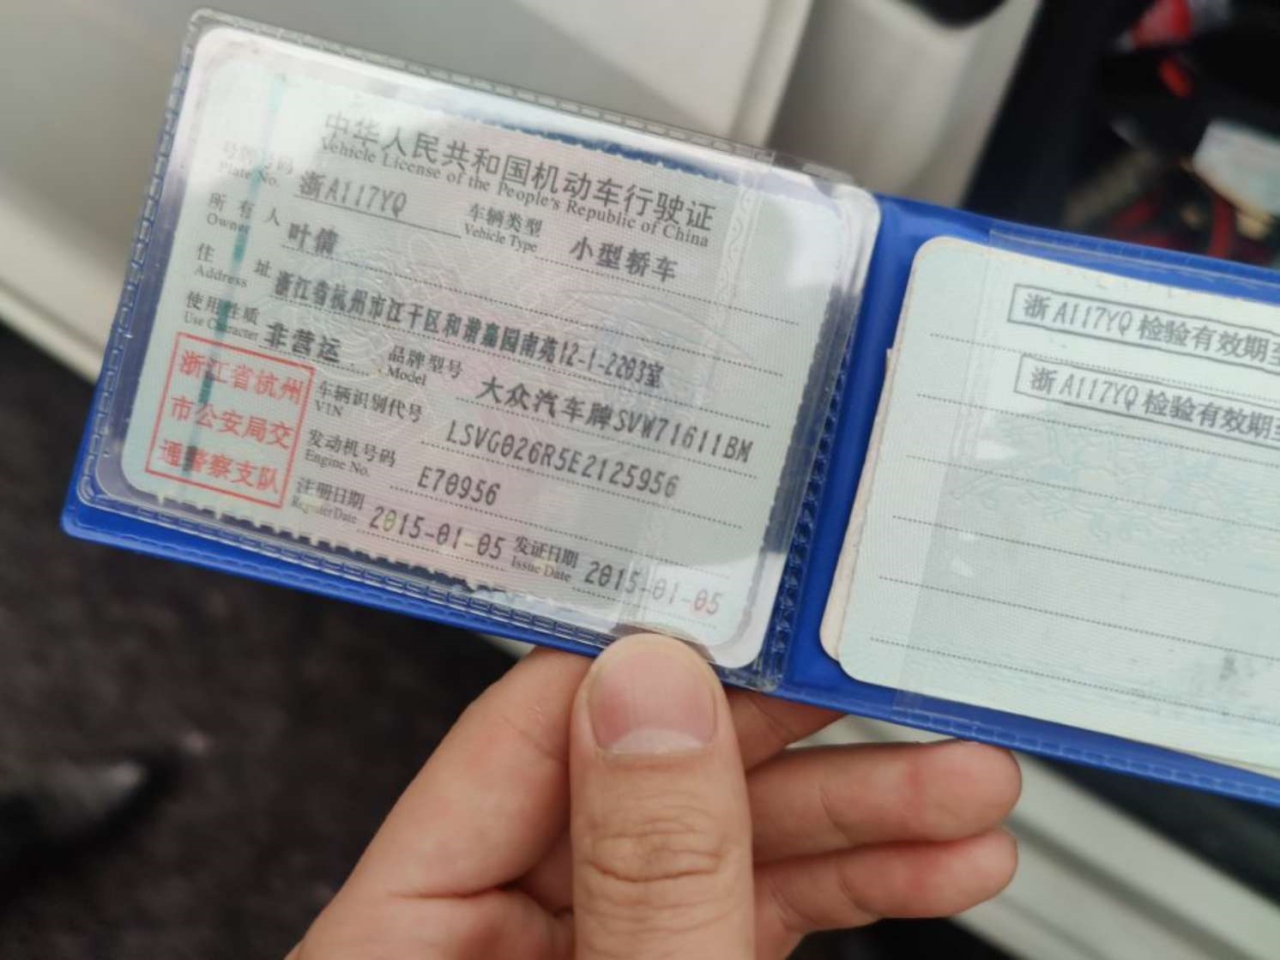 中华人民共和国机动车行驶证
Vehicle License of the People's Republic of China
号牌号码 浙A117YQ 车辆类型 小型轿车
Plate No. Vehicle Type
所有人 叶倩
Owner
住址 浙江省杭州市江干区和谐嘉园南苑12-1-2203室
Address
使用性质 非营运 品牌型号 大众汽车牌SVW71611BM
Use Character Model
车辆识别代号 LSVG026R5E2125956
VIN
发动机号码 E70956
Engine No.
注册日期 2015-01-05 发证日期 2015-01-05
Register Date Issue Date
浙江省杭州
市公安局交
通警察支队
浙A117YQ检验有效期至
浙A117YQ检验有效期至